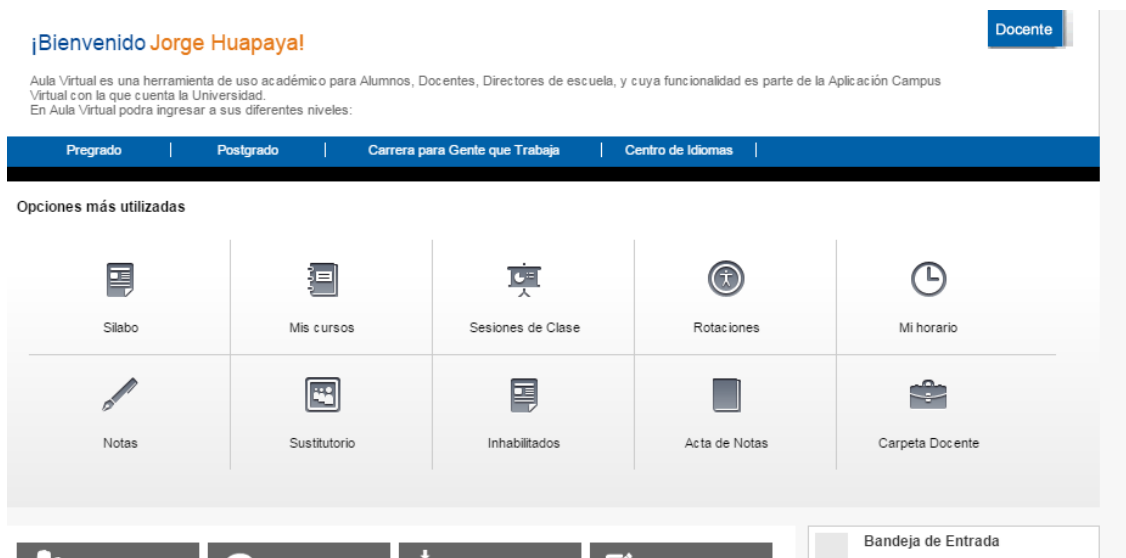 ¡Bienvenido Jorge Huapaya!
Docente
Aula Virtual es una herramienta de uso académico para Alumnos, Docentes, Directores de escuela, y cuya funcionalidad es parte de la Aplicación Campus
Virtual con la que cuenta la Universidad.
En Aula Virtual podra ingresar a sus diferentes niveles:
Pregrado | Postgrado | Carrera para Gente que Trabaja | Centro de Idiomas |
Opciones más utilizadas
Silabo Mis cursos Sesiones de Clase Rotaciones Mi horario
Notas Sustitutorio Inhabilitados Acta de Notas Carpeta Docente
Bandeja de Entrada